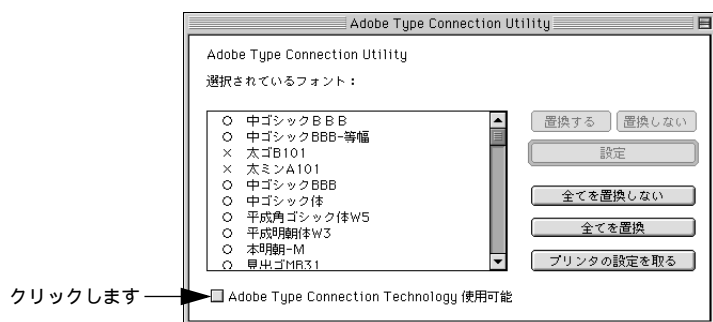 Adobe Type Connection Utility
Adobe Type Connection Utility
選択されているフォント：
○ 中ゴシックＢＢＢ
○ 中ゴシックBBB-等幅
× 太ゴB101
× 太ミンA101
○ 中ゴシックBBB
○ 中ゴシック体
○ 平成角ゴシック体W5
○ 平成明朝体W3
○ 本明朝-M
○ 見出ゴMB31
置換する 置換しない
設定
全てを置換しない
全てを置換
プリンタの設定を取る
クリックします
Adobe Type Connection Technology 使用可能